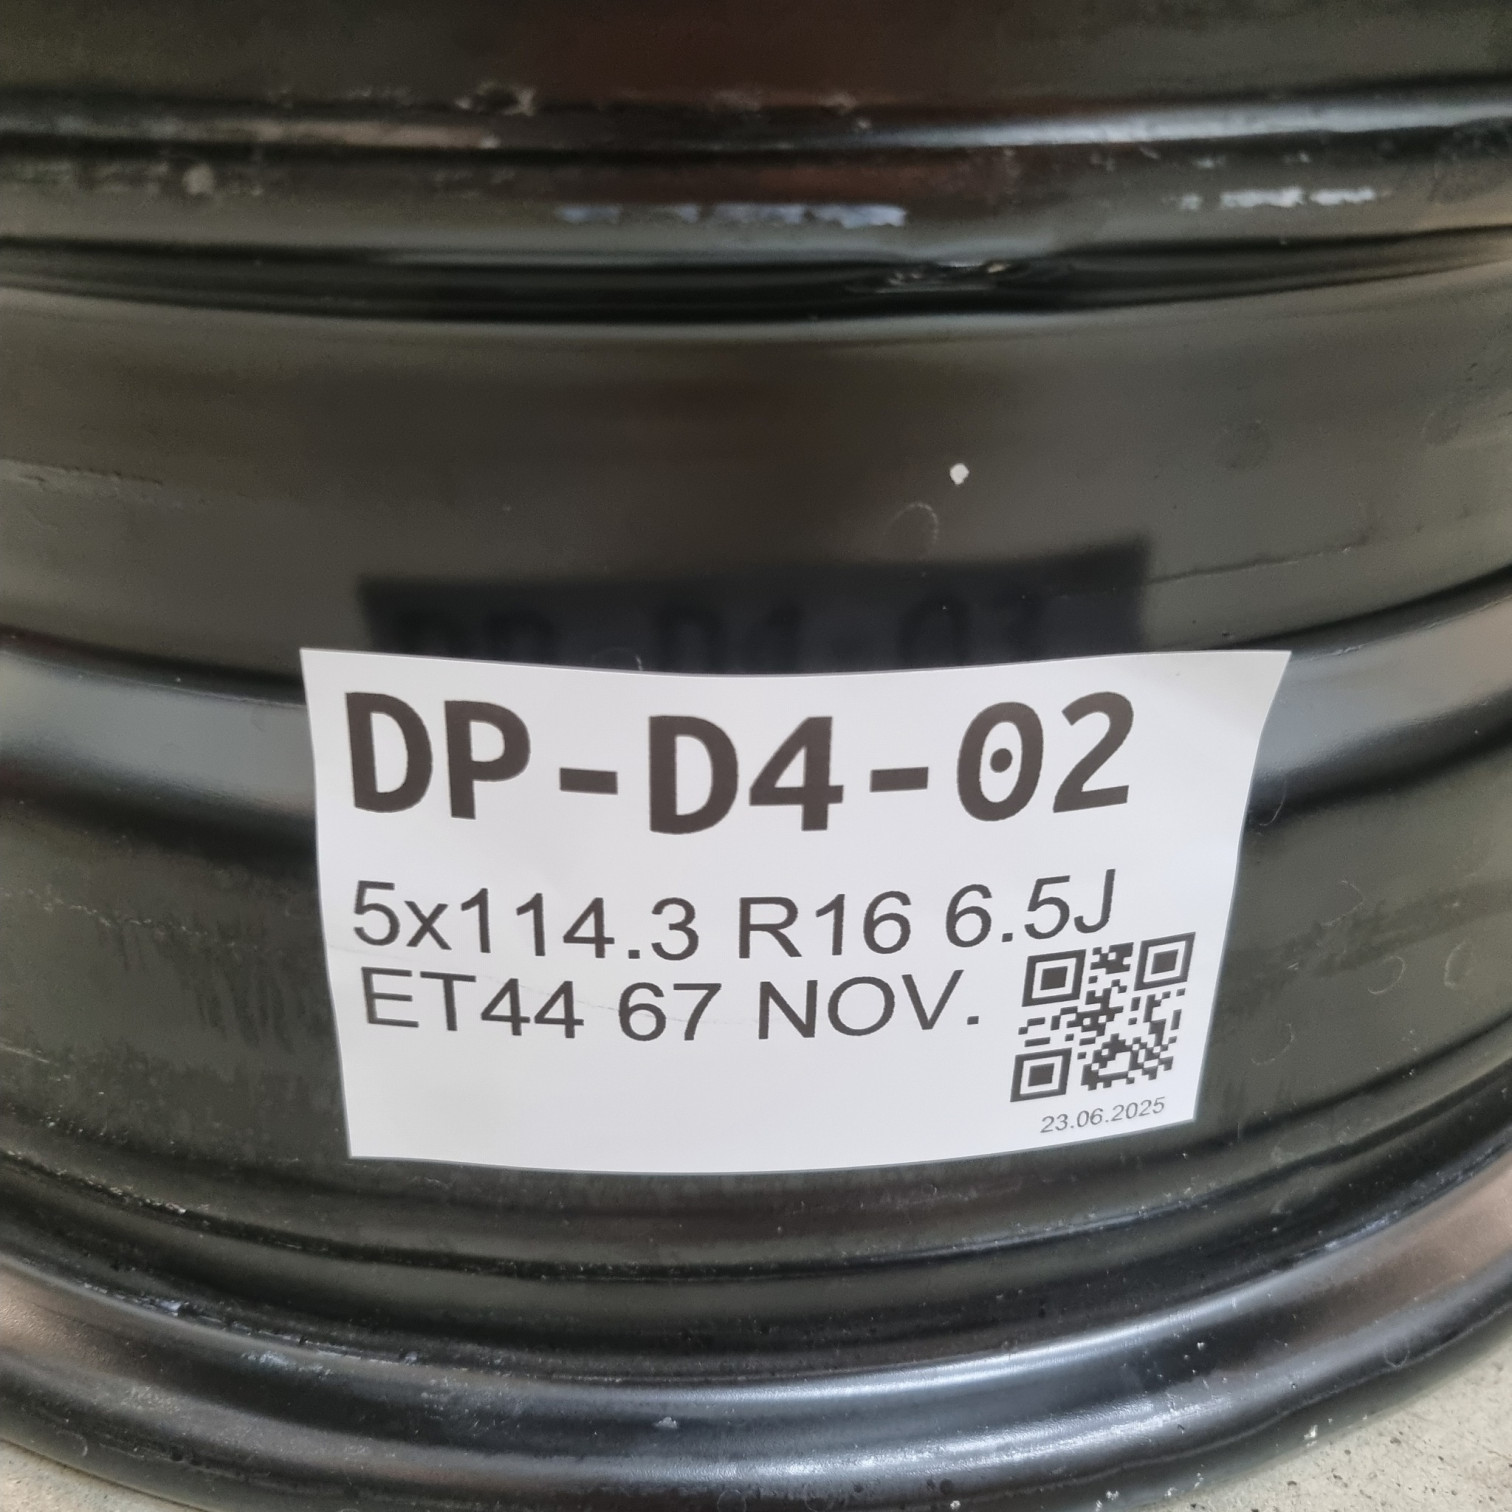 DP-D4-02
5x114.3 R16 6.5J
ET44 67 NOV.
23.06.2025